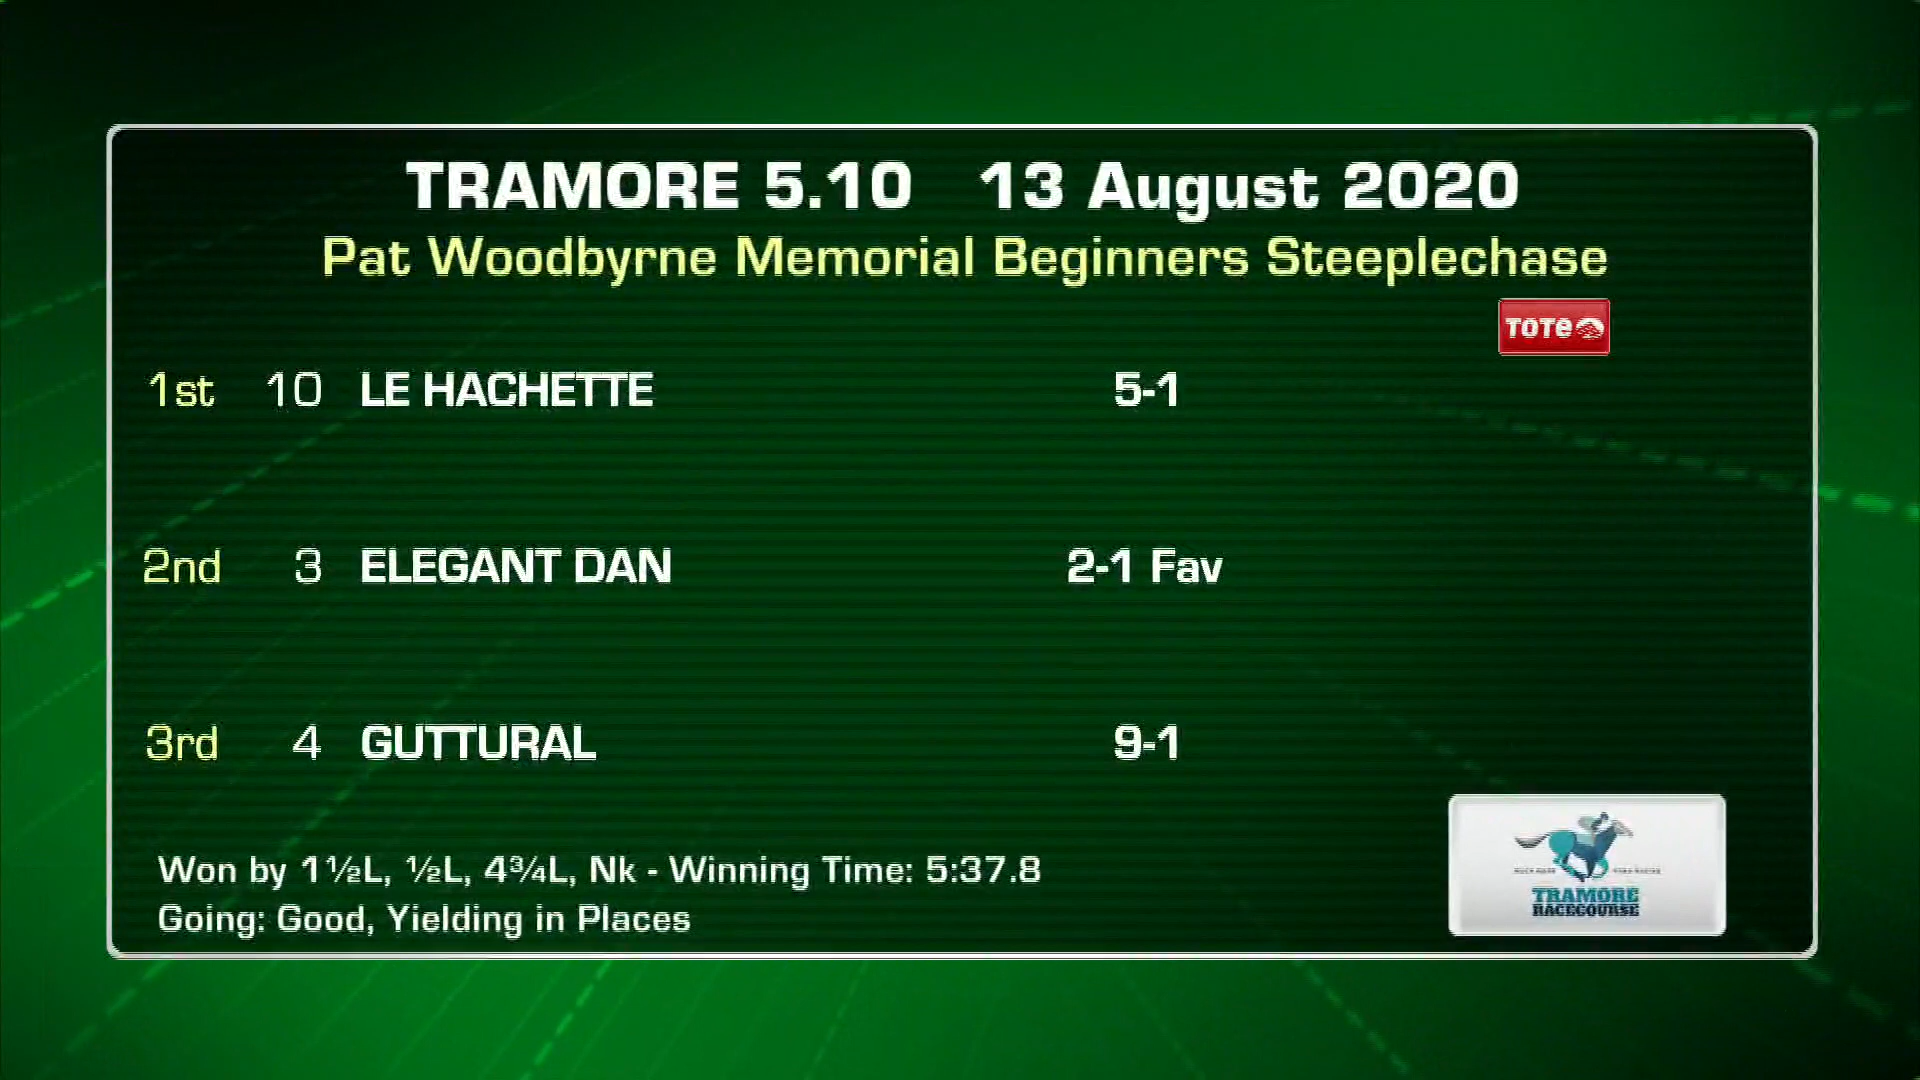 TRAMORE 5.10 13 August 2020
Pat Woodbyrne Memorial Beginners Steeplechase
TOTE
1st 10 LE HACHETTE 5-1
2nd 3 ELEGANT DAN 2-1 Fav
3rd 4 GUTTURAL 9-1
Won by 1½L, ½L, 4¾L, Nk - Winning Time: 5:37.8
Going: Good, Yielding in Places
TRAMORE
RACECOURSE